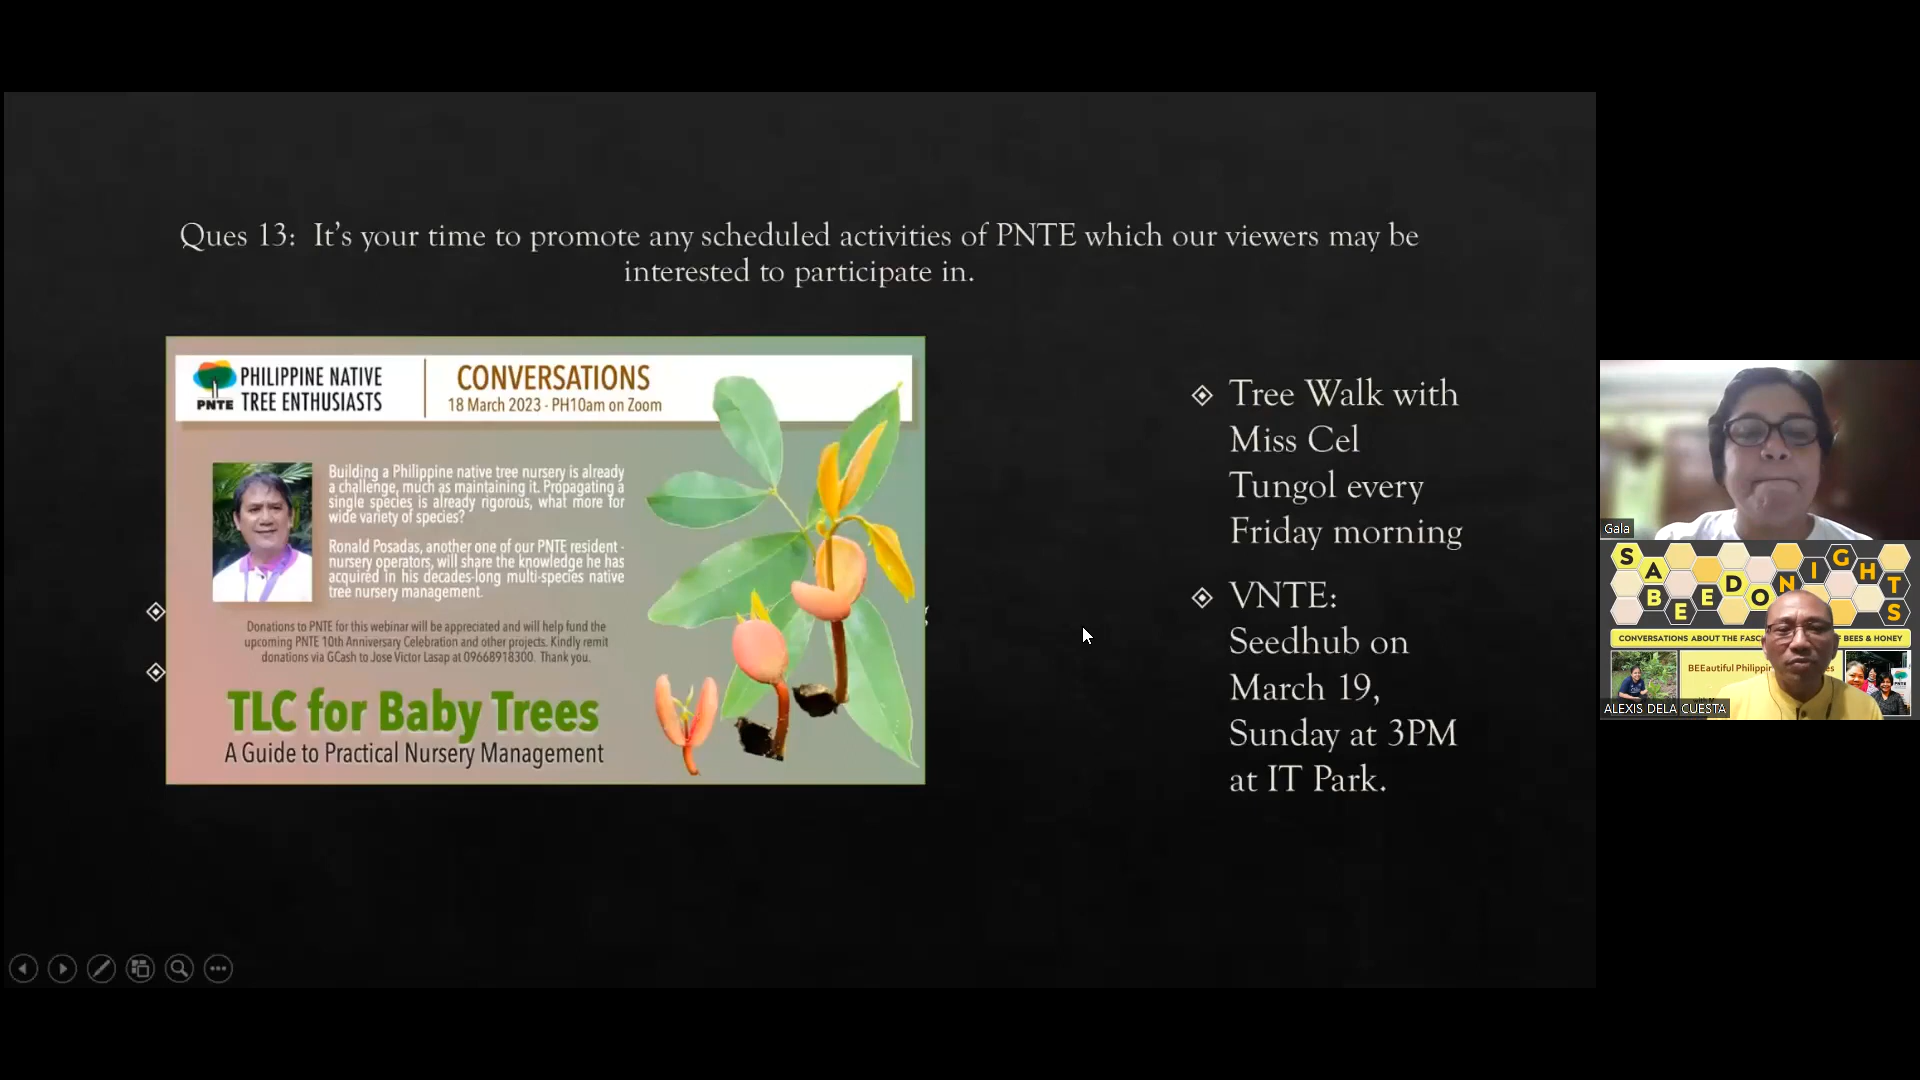 Ques 13:  It's your time to promote any scheduled activities of PNTE which our viewers may be
interested to participate in.
PHILIPPINE NATIVE
TREE ENTHUSIASTS
PNTE
CONVERSATIONS
18 March 2023 - PH10am on Zoom
Building a Philippine native tree nursery is already
a challenge, much as maintaining it. Propagating a
single species is already rigorous, what more for
wide variety of species?
Ronald Posadas, another one of our PNTE resident -
nursery operators, will share the knowledge he has
acquired in his decades-long multi-species native
tree nursery management.
Donations to PNTE for this webinar will be appreciated and will help fund the
upcoming PNTE 10th Anniversary Celebration and other projects. Kindly remit
donations via GCash to Jose Victor Lasap at 09668918300. Thank you.
TLC for Baby Trees
A Guide to Practical Nursery Management
Tree Walk with
Miss Cel
Tungol every
Friday morning
VNTE:
Seedhub on
March 19,
Sunday at 3PM
at IT Park.
Gala
SABEEDO NIGHTS
CONVERSATIONS ABOUT THE FASC F BEES & HONEY
BEEautiful Philippin es
PNTE
ALEXIS DELA CUESTA